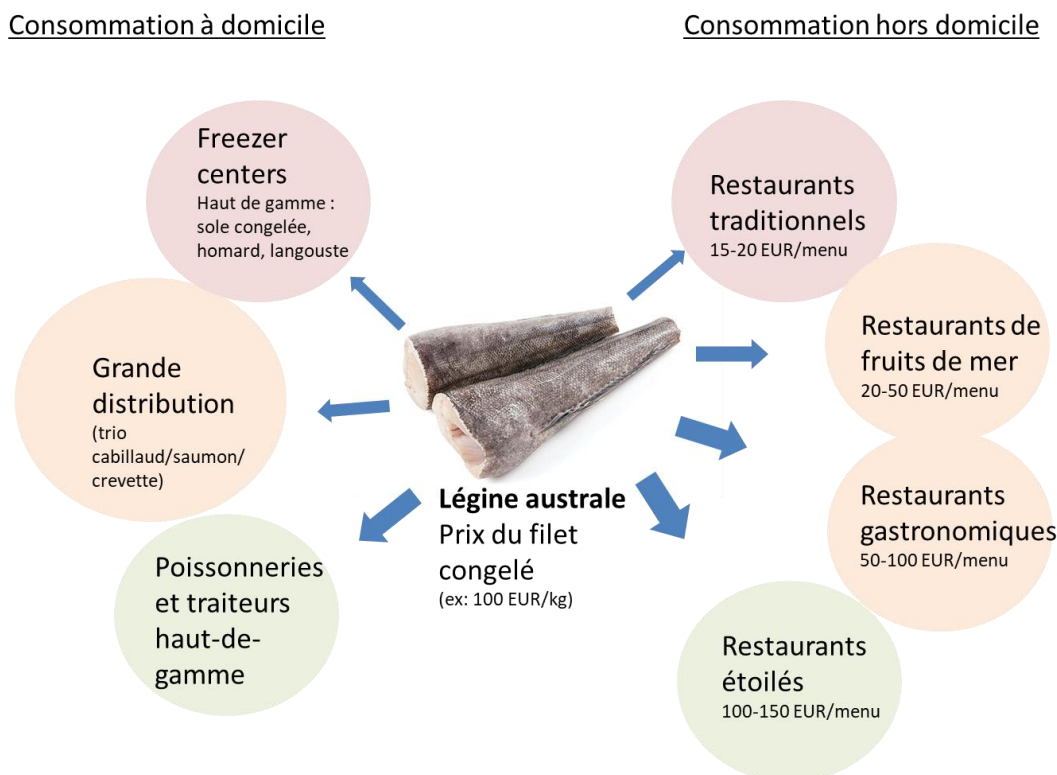 Consommation à domicile
Consommation hors domicile
Freezer
centers
Haut de gamme :
sole congelée,
homard, langouste
Grande
distribution
(trio
cabillaud/saumon/
crevette)
Poissonneries
et traiteurs
haut-de-
gamme
Légine australe
Prix du filet
congelé
(ex: 100 EUR/kg)
Restaurants
traditionnels
15-20 EUR/menu
Restaurants de
fruits de mer
20-50 EUR/menu
Restaurants
gastronomiques
50-100 EUR/menu
Restaurants
étoilés
100-150 EUR/menu